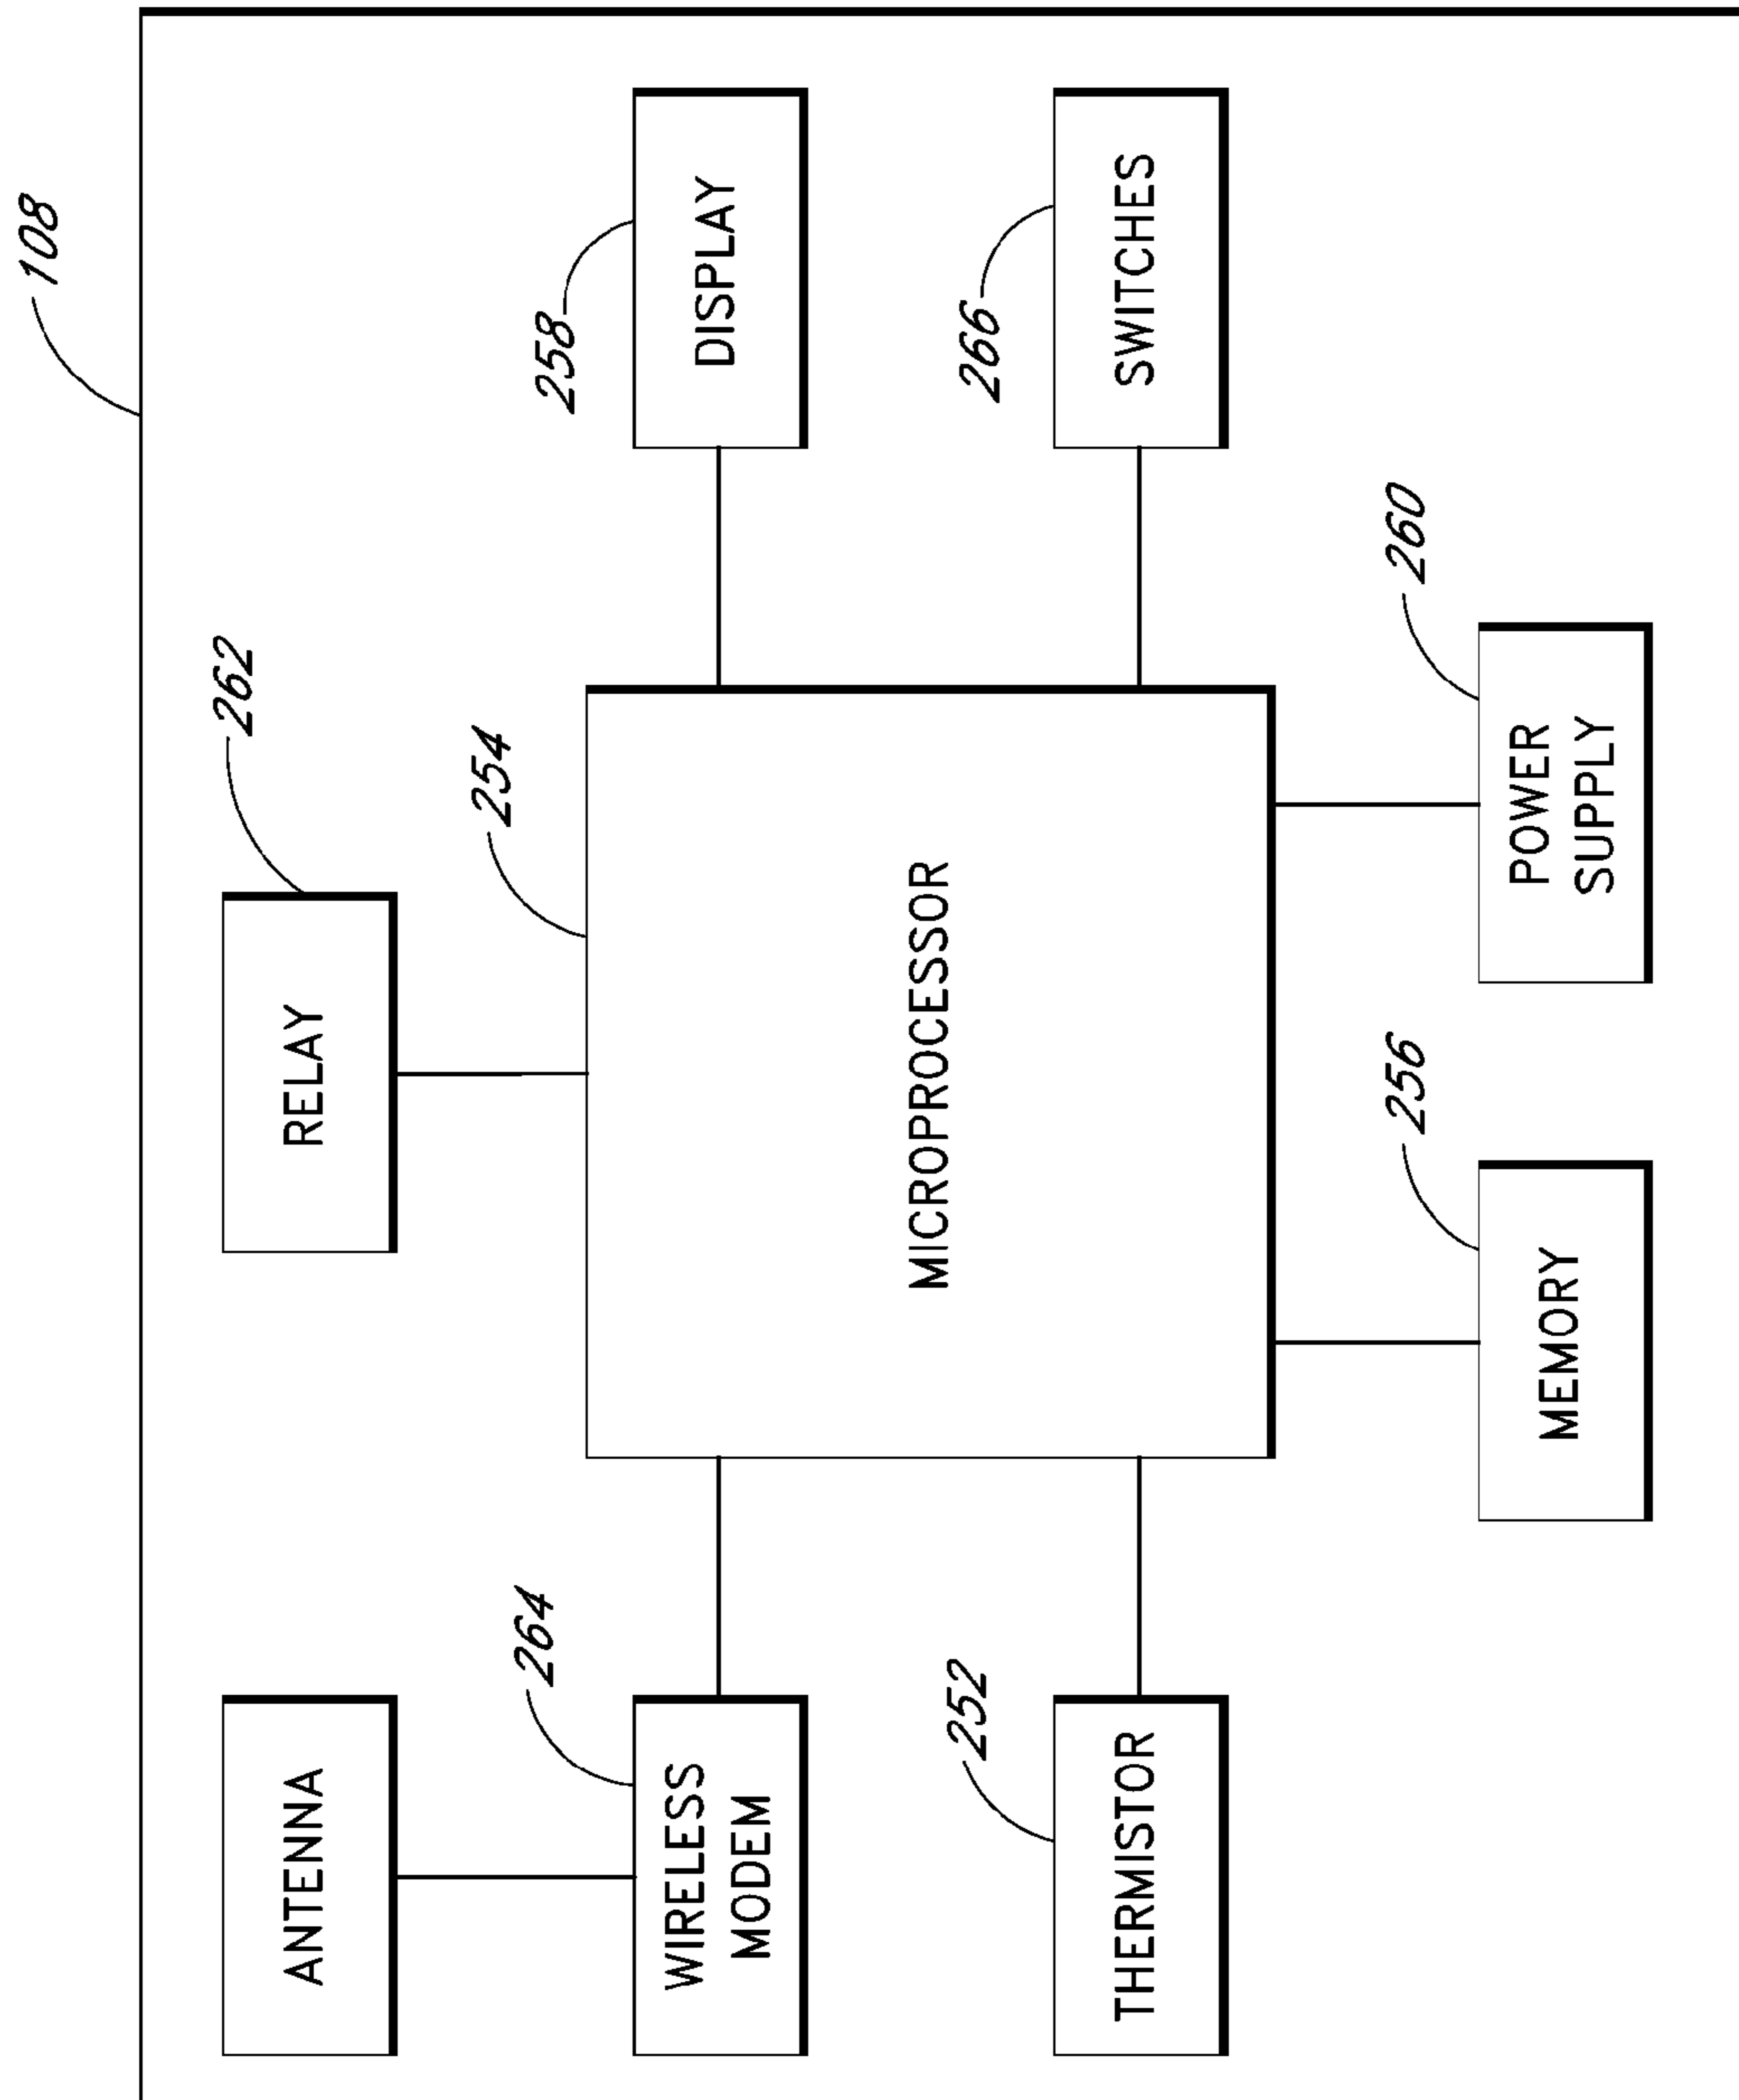 108
ANTENNA
RELAY
262
264
WIRELESS
MODEM
254
258
DISPLAY
MICROPROCESSOR
252
THERMISTOR
266
SWITCHES
256
MEMORY
260
POWER
SUPPLY